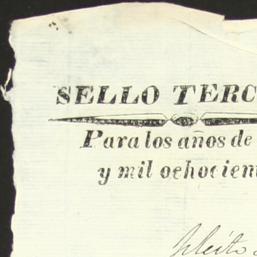 SELLO TERC
Para los años de
y mil ochocien